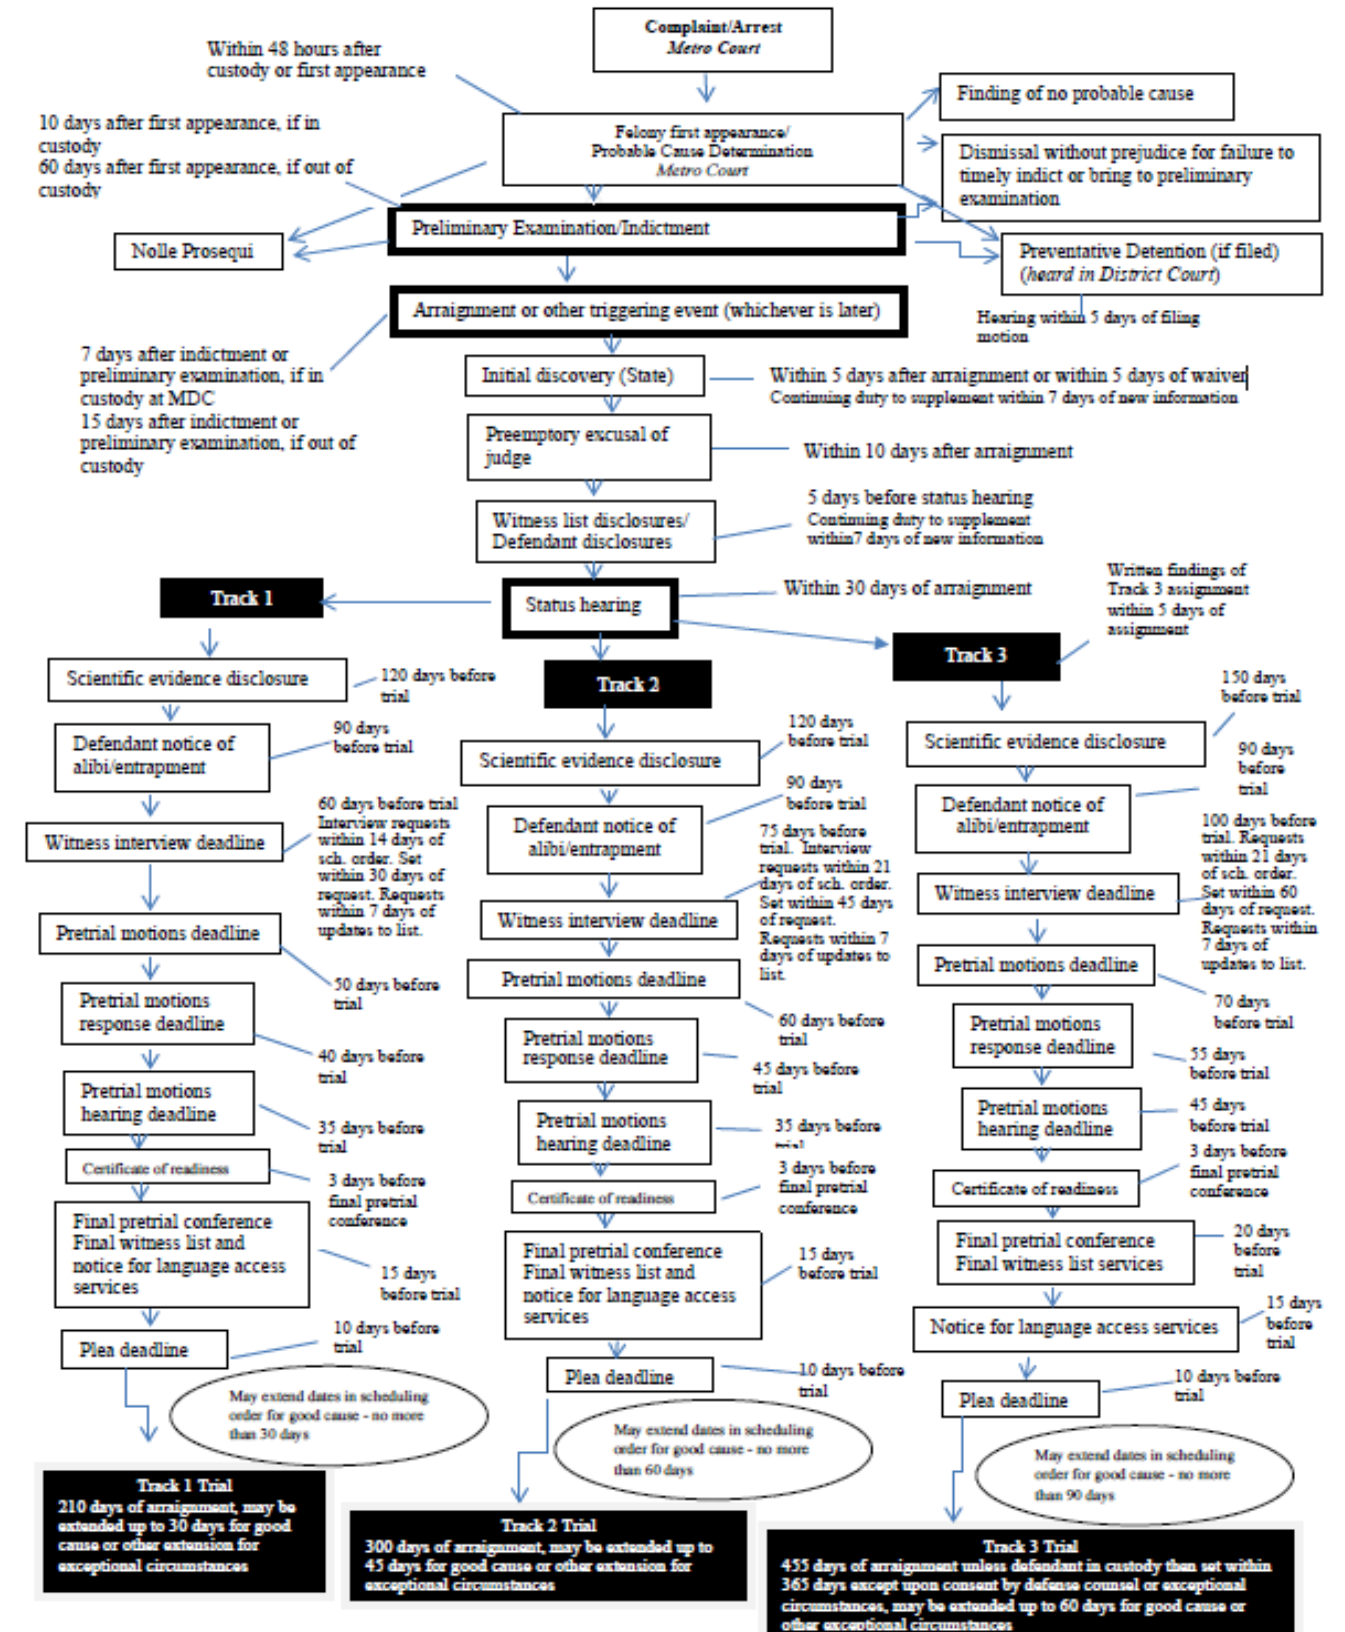 Complaint/Arrest
Metro Court
Within 48 hours after
custody or first appearance
Finding of no probable cause
10 days after first appearance, if in
custody
60 days after first appearance, if out of
custody
Felony first appearance/
Probable Cause Determination
Metro Court
Dismissal without prejudice for failure to
timely indict or bring to preliminary
examination
Preliminary Examination/Indictment
Nolle Prosequi
Preventative Detention (if filed)
(heard in District Court)
Hearing within 5 days of filing
motion
Arraignment or other triggering event (whichever is later)
7 days after indictment or
preliminary examination, if in
custody at MDC
15 days after indictment or
preliminary examination, if out of
custody
Initial discovery (State)
Within 5 days after arraignment or within 5 days of waiver
Continuing duty to supplement within 7 days of new information
Preemptory excusal of
judge
Within 10 days after arraignment
Witness list disclosures/
Defendant disclosures
5 days before status hearing
Continuing duty to supplement
within7 days of new information
Status hearing
Within 30 days of arraignment
Written findings of
Track 3 assignment
within 5 days of
assignment
Track 1
Scientific evidence disclosure
120 days before
trial
Defendant notice of
alibi/entrapment
90 days
before trial
Witness interview deadline
60 days before trial
Interview requests
within 14 days of
sch. order. Set
within 30 days of
request. Requests
within 7 days of
updates to list.
Pretrial motions deadline
50 days before
trial
Pretrial motions
response deadline
40 days before
trial
Pretrial motions
hearing deadline
35 days before
trial
Certificate of readiness
3 days before
final pretrial
conference
Final pretrial conference
Final witness list and
notice for language access
services
15 days
before trial
Plea deadline
10 days before
trial
May extend dates in scheduling
order for good cause - no more
than 30 days
Track 1 Trial
210 days of arraignment, may be
extended up to 30 days for good
cause or other extension for
exceptional circumstances
Track 2
Scientific evidence disclosure
120 days
before trial
Defendant notice of
alibi/entrapment
90 days
before trial
Witness interview deadline
75 days before
trial. Interview
requests within 21
days of sch. order.
Set within 45 days
of request.
Requests within 7
days of updates to
list.
Pretrial motions deadline
60 days before
trial
Pretrial motions
response deadline
45 days before
trial
Pretrial motions
hearing deadline
35 days before
trial
Certificate of readiness
3 days before
final pretrial
conference
Final pretrial conference
Final witness list and
notice for language access
services
15 days
before trial
Plea deadline
10 days before
trial
May extend dates in scheduling
order for good cause - no more
than 60 days
Track 2 Trial
300 days of arraignment, may be extended up to
45 days for good cause or other extension for
exceptional circumstances
Track 3
Scientific evidence disclosure
150 days
before trial
Defendant notice of
alibi/entrapment
90 days
before
trial
Witness interview deadline
100 days before
trial. Requests
within 21 days
of sch. order.
Set within 60
days of request.
Requests within
7 days of
updates to list.
Pretrial motions deadline
70 days
before trial
Pretrial motions
response deadline
55 days
before trial
Pretrial motions
hearing deadline
45 days
before trial
Certificate of readiness
3 days before
final pretrial
conference
Final pretrial conference
Final witness list services
20 days
before
trial
Notice for language access services
15 days
before
trial
Plea deadline
10 days before
trial
May extend dates in scheduling
order for good cause - no more
than 90 days
Track 3 Trial
455 days of arraignment unless defendant in custody then set within
365 days except upon consent by defense counsel or exceptional
circumstances, may be extended up to 60 days for good cause or
other exceptional circumstances